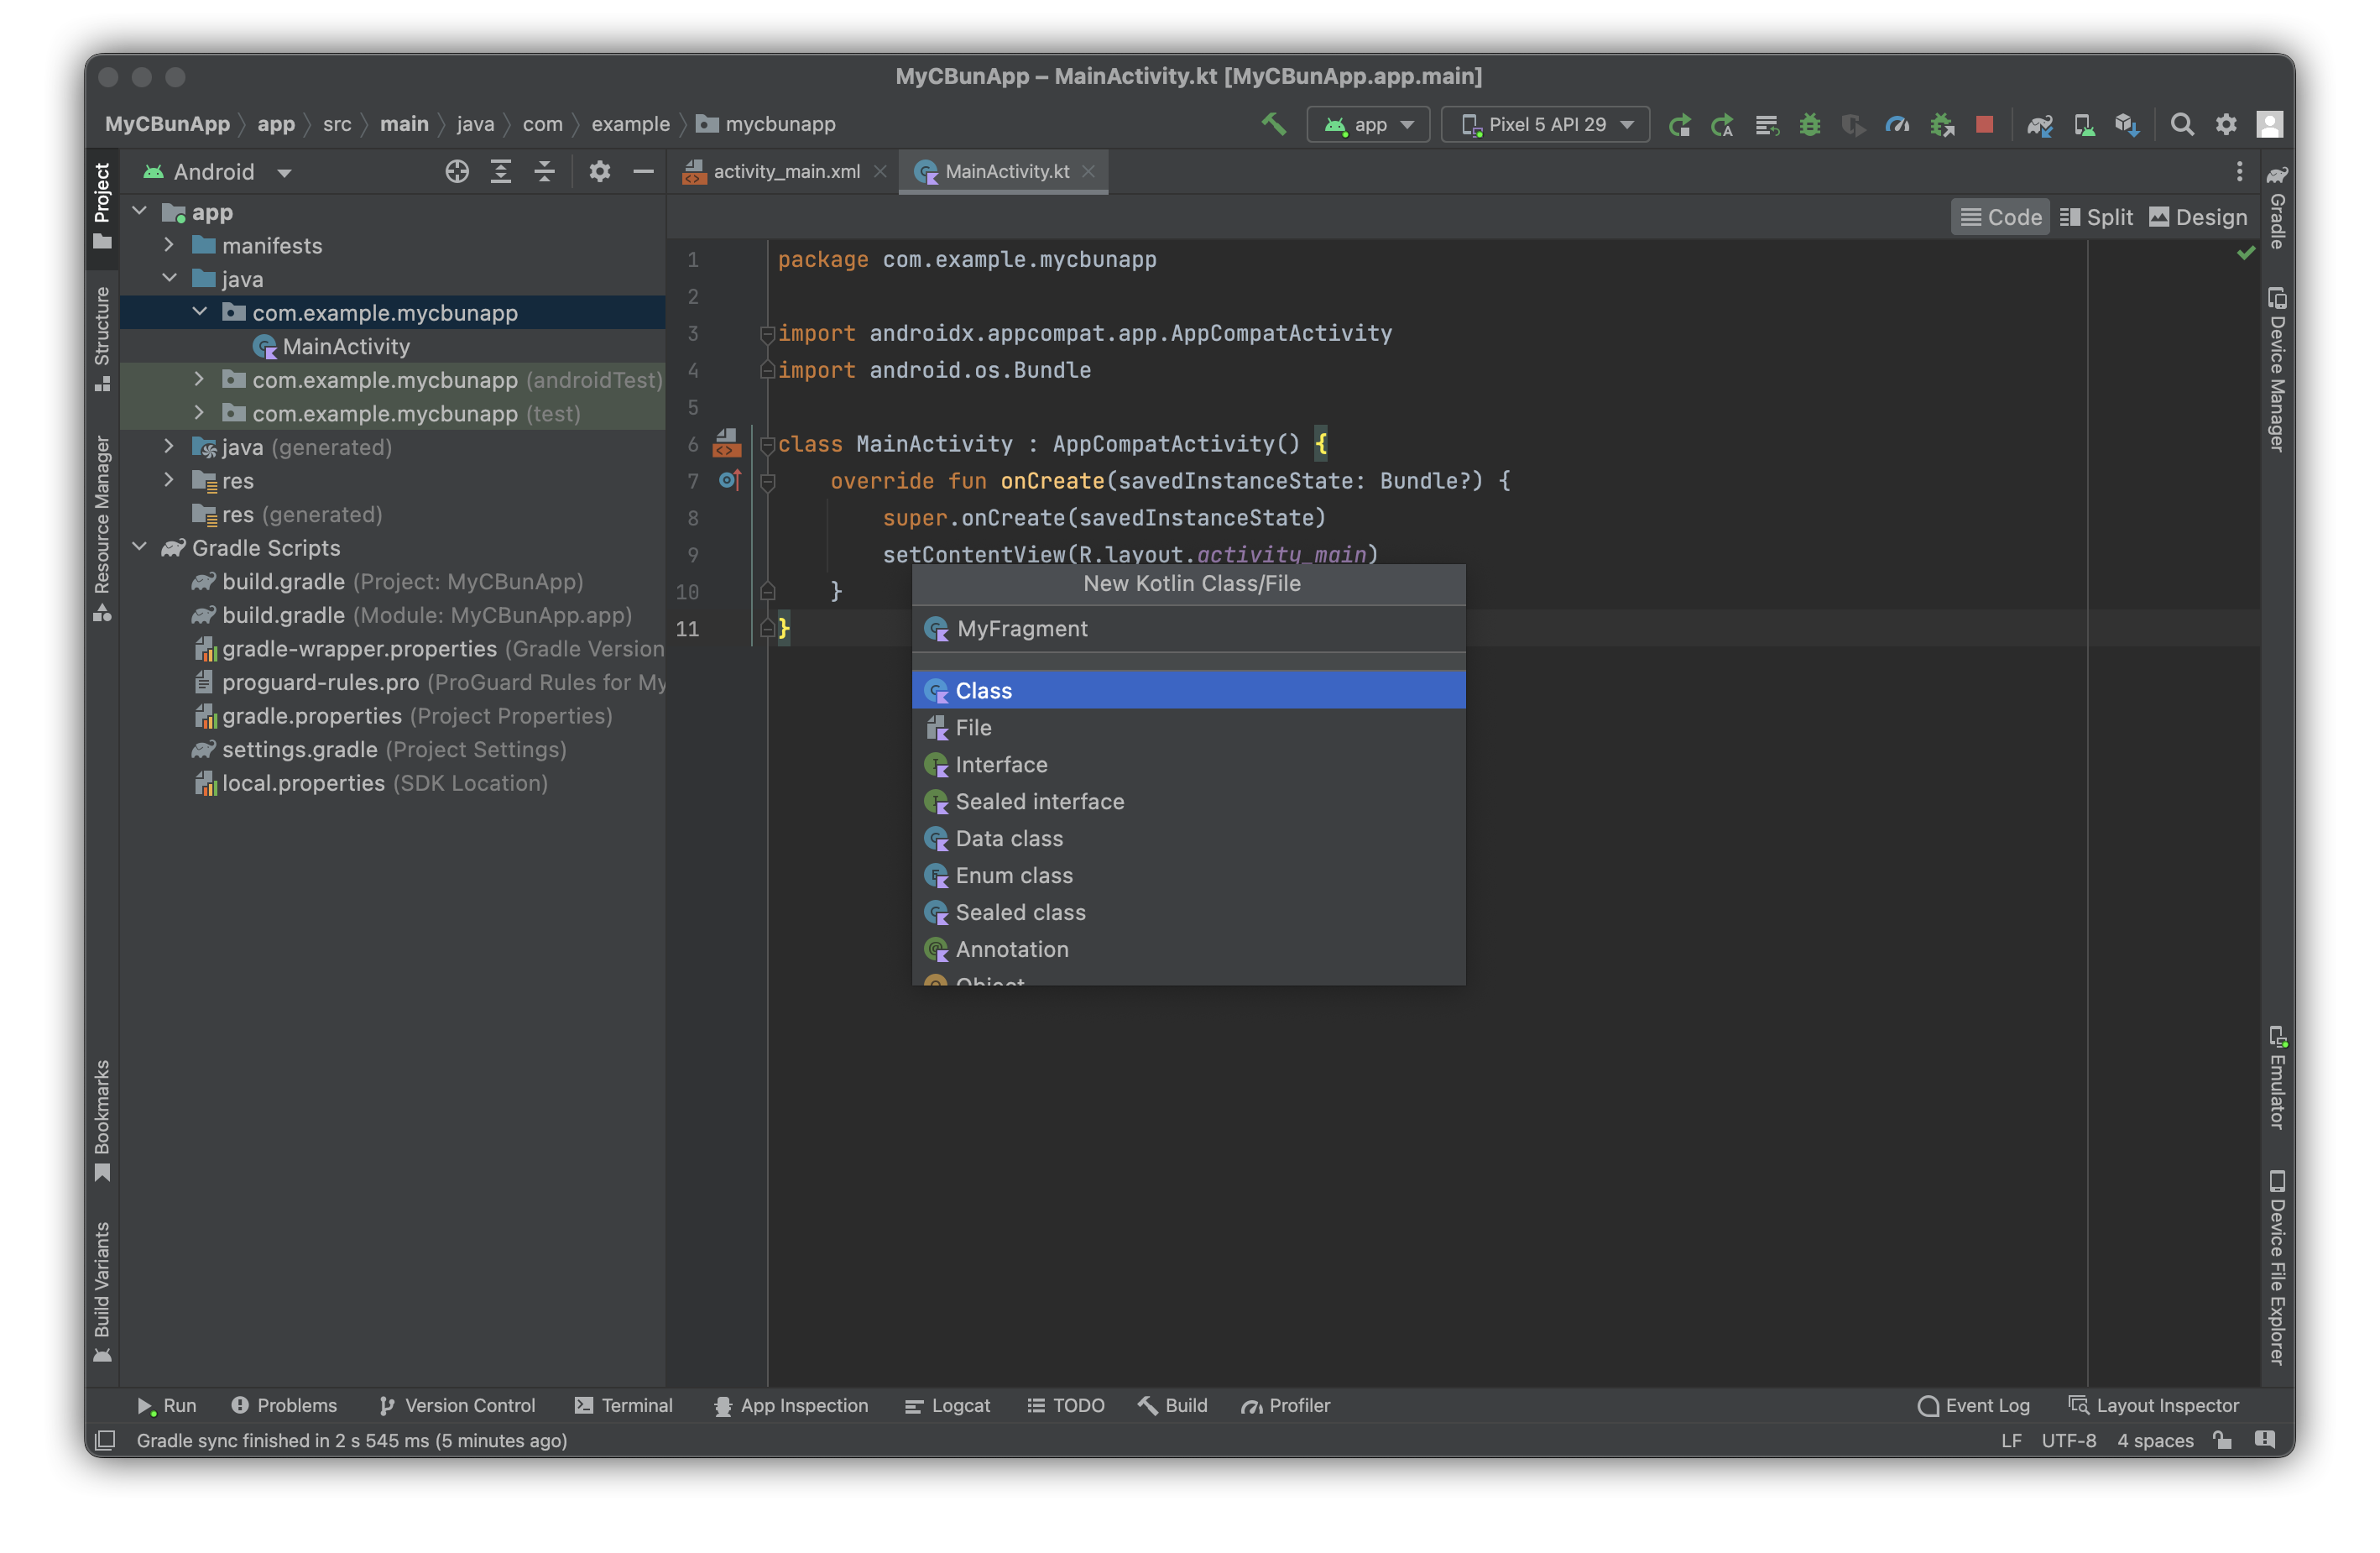 MyCBunApp – MainActivity.kt [MyCBunApp.app.main]
MyCBunApp app src main java com example mycbunapp
app
Pixel 5 API 29
Project
Structure
Resource Manager
Bookmarks
Build Variants
Android
app
manifests
java
com.example.mycbunapp
MainActivity
com.example.mycbunapp (androidTest)
com.example.mycbunapp (test)
java (generated)
res
res (generated)
Gradle Scripts
build.gradle (Project: MyCBunApp)
build.gradle (Module: MyCBunApp.app)
gradle-wrapper.properties (Gradle Version
proguard-rules.pro (ProGuard Rules for My
gradle.properties (Project Properties)
settings.gradle (Project Settings)
local.properties (SDK Location)
activity_main.xml
MainActivity.kt
Code Split Design
1 package com.example.mycbunapp
2
3 import androidx.appcompat.app.AppCompatActivity
4 import android.os.Bundle
5
6 class MainActivity : AppCompatActivity() {
7 override fun onCreate(savedInstanceState: Bundle?) {
8 super.onCreate(savedInstanceState)
9 setContentView(R.layout.activity_main)
10 }
11 }
New Kotlin Class/File
MyFragment
Class
File
Interface
Sealed interface
Data class
Enum class
Sealed class
Annotation
Object
Gradle
Device Manager
Emulator
Device File Explorer
Run Problems Version Control Terminal App Inspection Logcat TODO Build Profiler Event Log Layout Inspector
Gradle sync finished in 2 s 545 ms (5 minutes ago) LF UTF-8 4 spaces